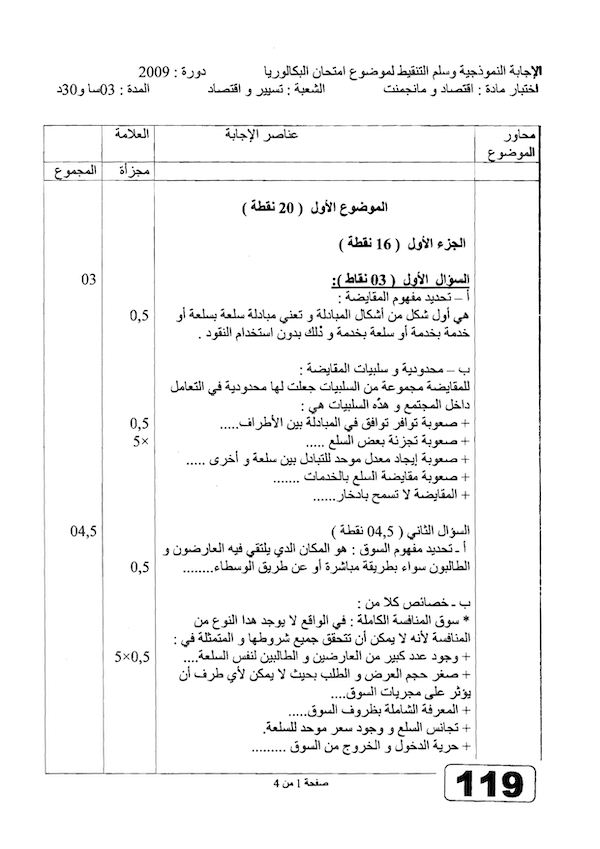 الإجابة النموذجية وسلم التنقيط لموضوع امتحان البكالوريا دورة : 2009
اختبار مادة : اقتصاد و مانجمنت الشعبة : تسيير و اقتصاد المدة : 03سا و30د
محاور الموضوع عناصر الإجابة العلامة
مجزأة المجموع
الموضوع الأول ( 20 نقطة )
الجزء الأول ( 16 نقطة )
السؤال الأول ( 03 نقاط ): 03
أ – تحديد مفهوم المقايضة :
هي أول شكل من أشكال المبادلة و تعني مبادلة سلعة بسلعة أو 0,5
خدمة بخدمة أو سلعة بخدمة و ذلك بدون استخدام النقود .
ب – محدودية و سلبيات المقايضة :
للمقايضة مجموعة من السلبيات جعلت لها محدودية في التعامل
داخل المجتمع و هذه السلبيات هي :
+ صعوبة توافر توافق في المبادلة بين الأطراف..... 0,5
+ صعوبة تجزئة بعض السلع ..... 5×
+ صعوبة إيجاد معدل موحد للتبادل بين سلعة و أخرى .....
+ صعوبة مقايضة السلع بالخدمات .......
+ المقايضة لا تسمح بادخار......
السؤال الثاني ( 04,5 نقطة ) 04,5
أ ـ تحديد مفهوم السوق : هو المكان الدي يلتقي فيه العارضون و
الطالبون سواء بطريقة مباشرة أو عن طريق الوسطاء........ 0,5
ب ـ خصائص كلا من :
* سوق المنافسة الكاملة : في الواقع لا يوجد هدا النوع من
المنافسة لأنه لا يمكن أن تتحقق جميع شروطها و المتمثلة في :
+ وجود عدد كبير من العارضين و الطالبين لنفس السلعة.... 0,5×5
+ صغر حجم العرض و الطلب بحيث لا يمكن لأي طرف أن
يؤثر على مجريات السوق....
+ المعرفة الشاملة بظروف السوق.....
+ تجانس السلع و وجود سعر موحد للسلعة.
+ حرية الدخول و الخروج من السوق .........
صفحة 1 من 4
119